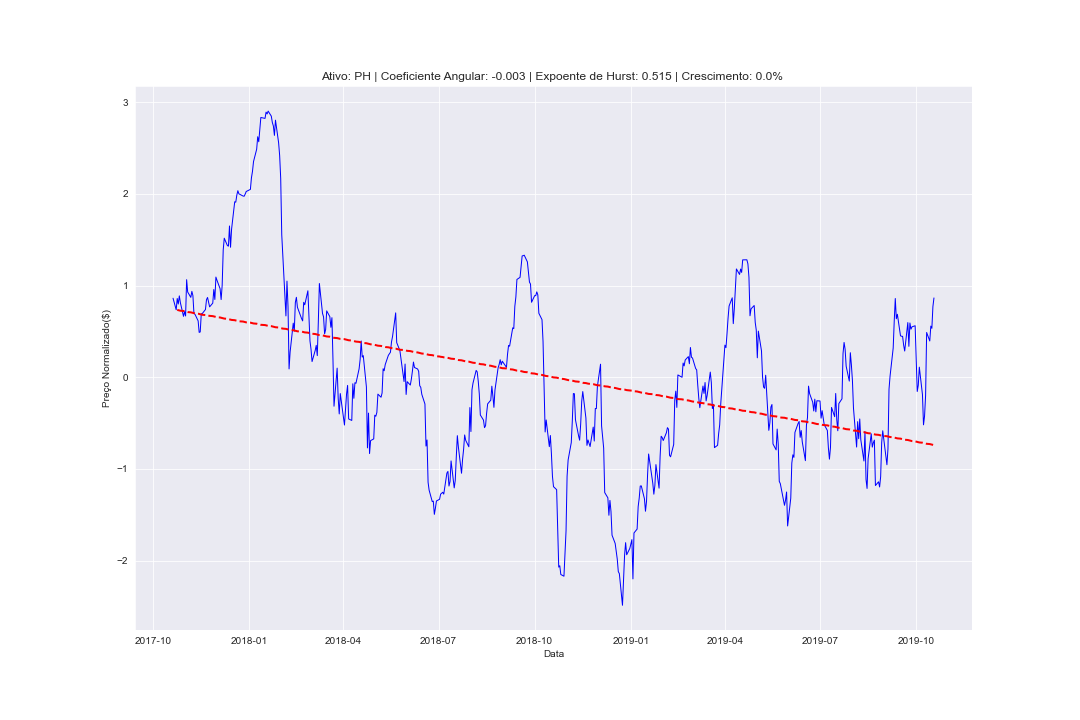 Ativo: PH | Coeficiente Angular: -0.003 | Expoente de Hurst: 0.515 | Crescimento: 0.0%
3
2
1
0
−1
−2
Preço Normalizado($)
2017-10 2018-01 2018-04 2018-07 2018-10 2019-01 2019-04 2019-07 2019-10
Data